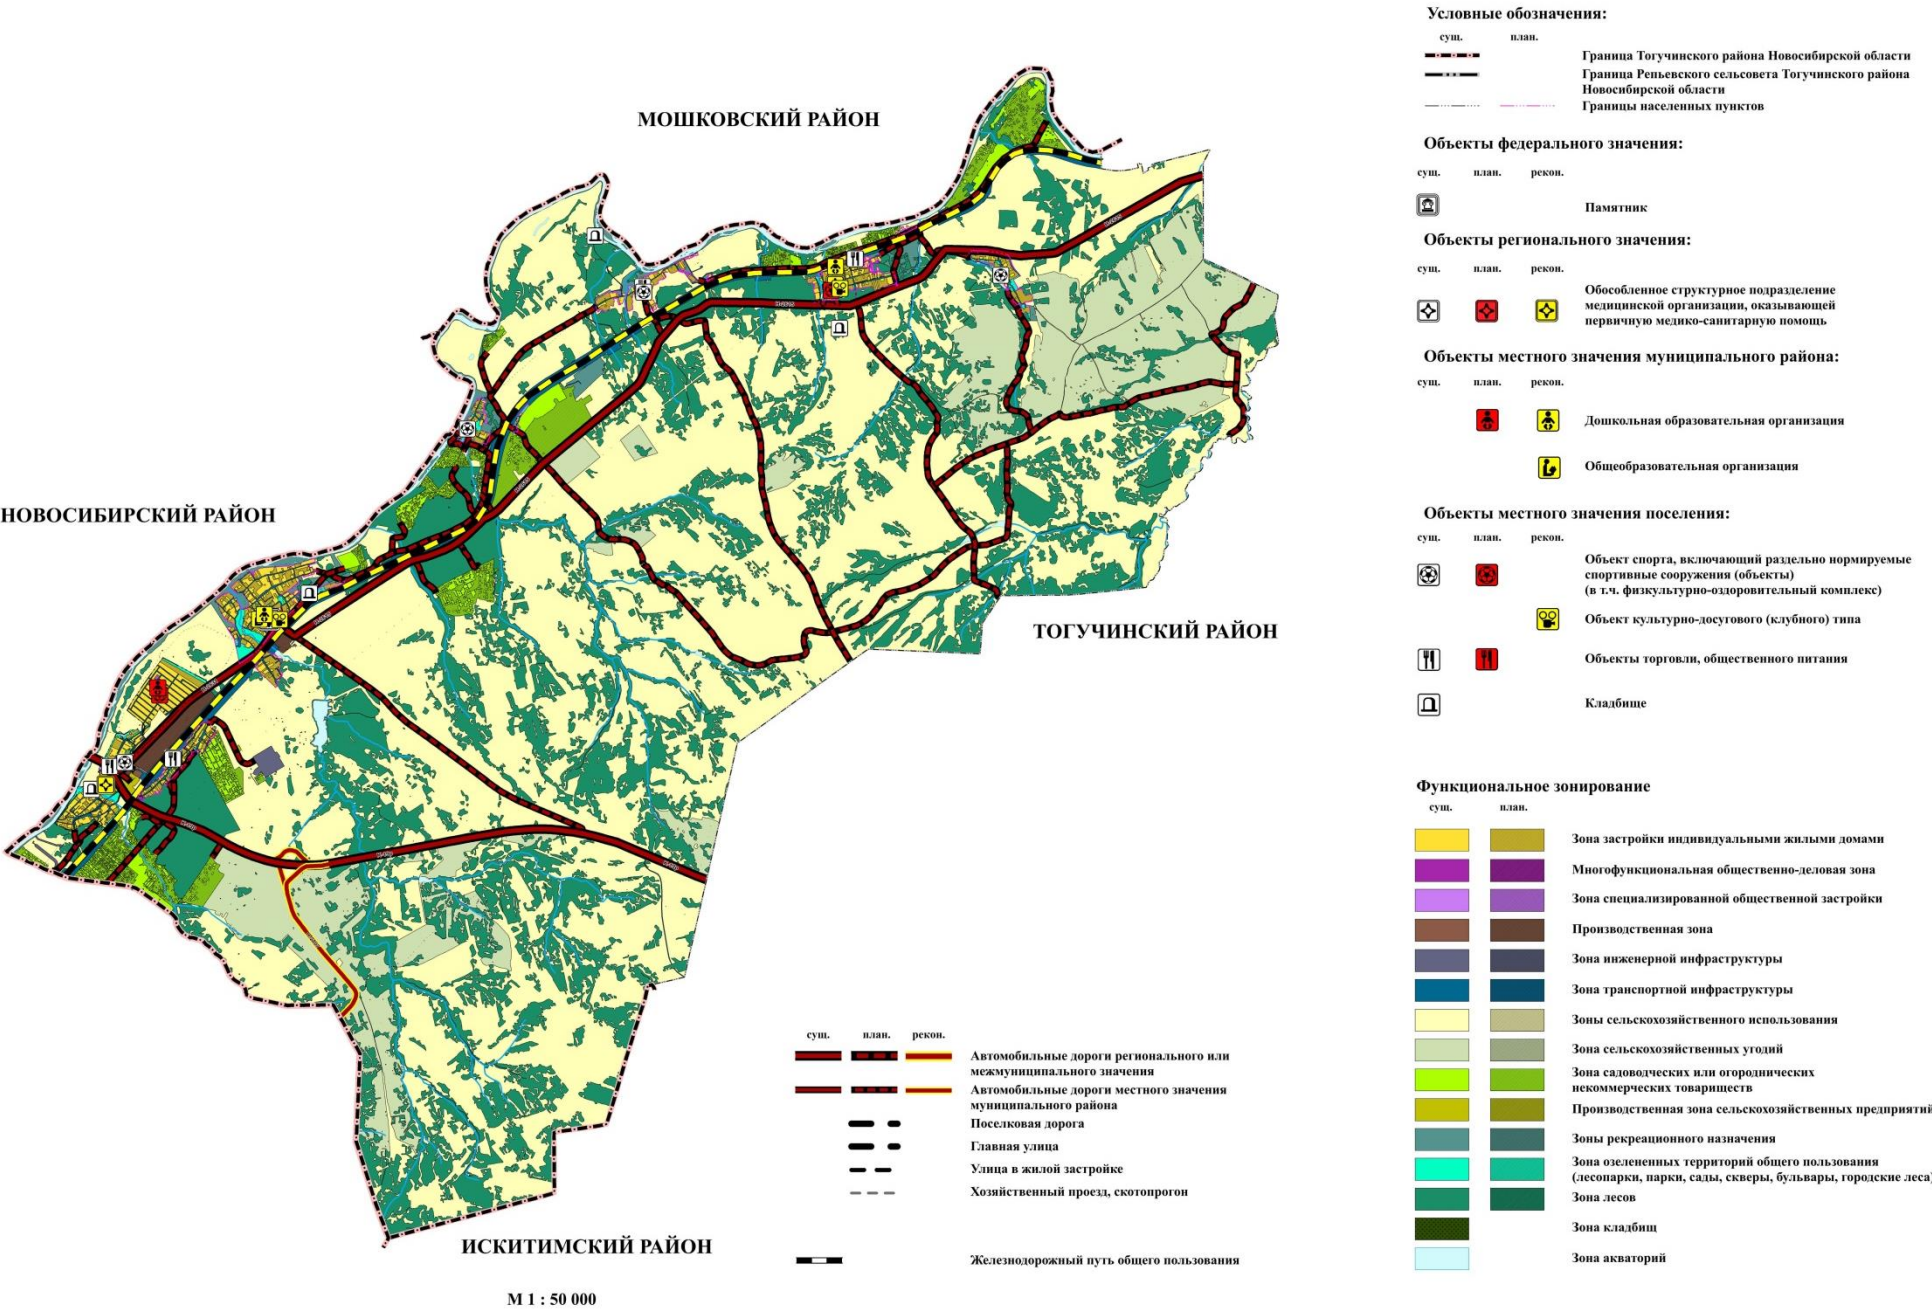 МОШКОВСКИЙ РАЙОН
НОВОСИБИРСКИЙ РАЙОН
ТОГУЧИНСКИЙ РАЙОН
ИСКИТИМСКИЙ РАЙОН
М 1 : 50 000
сущ. план. рекон.
Автомобильные дороги регионального или
межмуниципального значения
Автомобильные дороги местного значения
муниципального района
Поселковая дорога
Главная улица
Улица в жилой застройке
Хозяйственный проезд, скотопрогон
Железнодорожный путь общего пользования
Условные обозначения:
сущ. план.
Граница Тогучинского района Новосибирской области
Граница Репьевского сельсовета Тогучинского района
Новосибирской области
Границы населенных пунктов
Объекты федерального значения:
сущ. план. рекон.
Памятник
Объекты регионального значения:
сущ. план. рекон.
Обособленное структурное подразделение
медицинской организации, оказывающей
первичную медико-санитарную помощь
Объекты местного значения муниципального района:
сущ. план. рекон.
Дошкольная образовательная организация
Общеобразовательная организация
Объекты местного значения поселения:
сущ. план. рекон.
Объект спорта, включающий раздельно нормируемые
спортивные сооружения (объекты)
(в т.ч. физкультурно-оздоровительный комплекс)
Объект культурно-досугового (клубного) типа
Объекты торговли, общественного питания
Кладбище
Функциональное зонирование
сущ. план.
Зона застройки индивидуальными жилыми домами
Многофункциональная общественно-деловая зона
Зона специализированной общественной застройки
Производственная зона
Зона инженерной инфраструктуры
Зона транспортной инфраструктуры
Зоны сельскохозяйственного использования
Зона сельскохозяйственных угодий
Зона садоводческих или огороднических
некоммерческих товариществ
Производственная зона сельскохозяйственных предприятий
Зоны рекреационного назначения
Зона озелененных территорий общего пользования
(лесопарки, парки, сады, скверы, бульвары, городские леса)
Зона лесов
Зона кладбищ
Зона акваторий